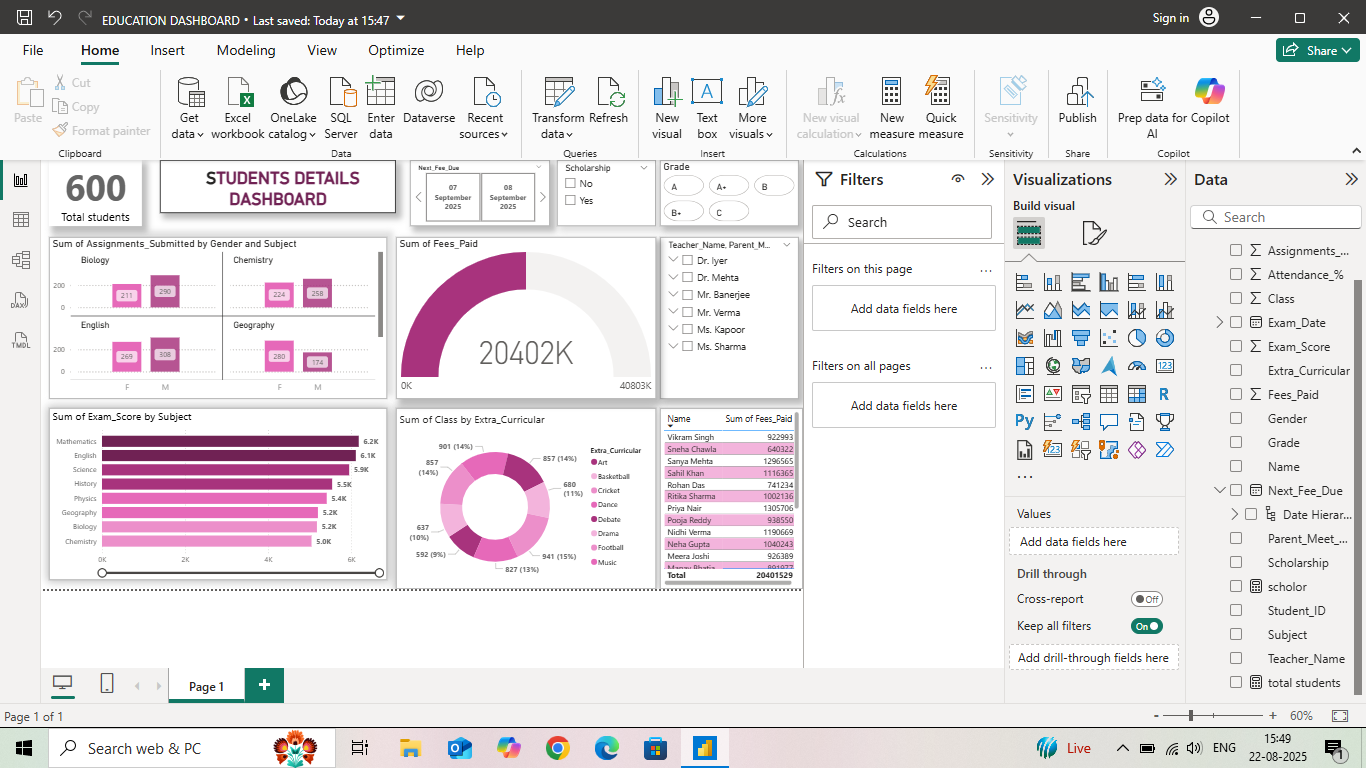 EDUCATION DASHBOARD • Last saved: Today at 15:47
Sign in
File Home Insert Modeling View Optimize Help
Share
Paste
Cut
Copy
Format painter
Clipboard
Get data
Excel workbook
OneLake catalog
SQL Server
Enter data
Dataverse
Recent sources
Data
Transform data
Refresh
Queries
New visual
Text box
More visuals
Insert
New visual calculation
New measure
Quick measure
Calculations
Sensitivity
Sensitivity
Publish
Share
Prep data for AI
Copilot
Copilot
600
Total students
STUDENTS DETAILS
DASHBOARD
Next_Fee_Due
07 September 2025
08 September 2025
Scholarship
No
Yes
Grade
A A+ B
B+ C
Sum of Assignments_Submitted by Gender and Subject
Biology
Chemistry
200
0
211 290 224 258
English
Geography
200
0
269 308 280 174
F M F M
Sum of Fees_Paid
20402K
0K
40803K
Teacher_Name, Parent_M...
Dr. Iyer
Dr. Mehta
Mr. Banerjee
Mr. Verma
Ms. Kapoor
Ms. Sharma
Sum of Exam_Score by Subject
Mathematics 6.2K
English 6.1K
Science 5.9K
History 5.5K
Physics 5.4K
Geography 5.2K
Biology 5.2K
Chemistry 5.0K
0K 2K 4K 6K
Sum of Class by Extra_Curricular
901 (14%)
857 (14%)
857 (14%)
680 (11%)
637 (10%)
592 (9%)
941 (15%)
827 (13%)
Extra_Curricular
Art
Basketball
Cricket
Dance
Debate
Drama
Football
Music
Name Sum of Fees_Paid
Vikram Singh 922993
Sneha Chawla 640322
Sanya Mehta 1296565
Sahil Khan 1116365
Rohan Das 741234
Ritika Sharma 1002136
Priya Nair 1305706
Pooja Reddy 938550
Nidhi Verma 1190669
Neha Gupta 1040243
Meera Joshi 926389
Manav Bhatia 891977
Total 20401529
Filters
Search
Filters on this page
Add data fields here
Filters on all pages
Add data fields here
Visualizations
Build visual
123
R
Py
Values
Add data fields here
Drill through
Cross-report Off
Keep all filters On
Add drill-through fields here
Data
Search
Assignments_...
Attendance_%
Class
Exam_Date
Exam_Score
Extra_Curricular
Fees_Paid
Gender
Grade
Name
Next_Fee_Due
Date Hierar...
Parent_Meet_...
Scholarship
scholor
Student_ID
Subject
Teacher_Name
total students
DAX
TMDL
Page 1
Page 1 of 1
- + 60%
Search web & PC
Live
ENG
15:49
22-08-2025
1